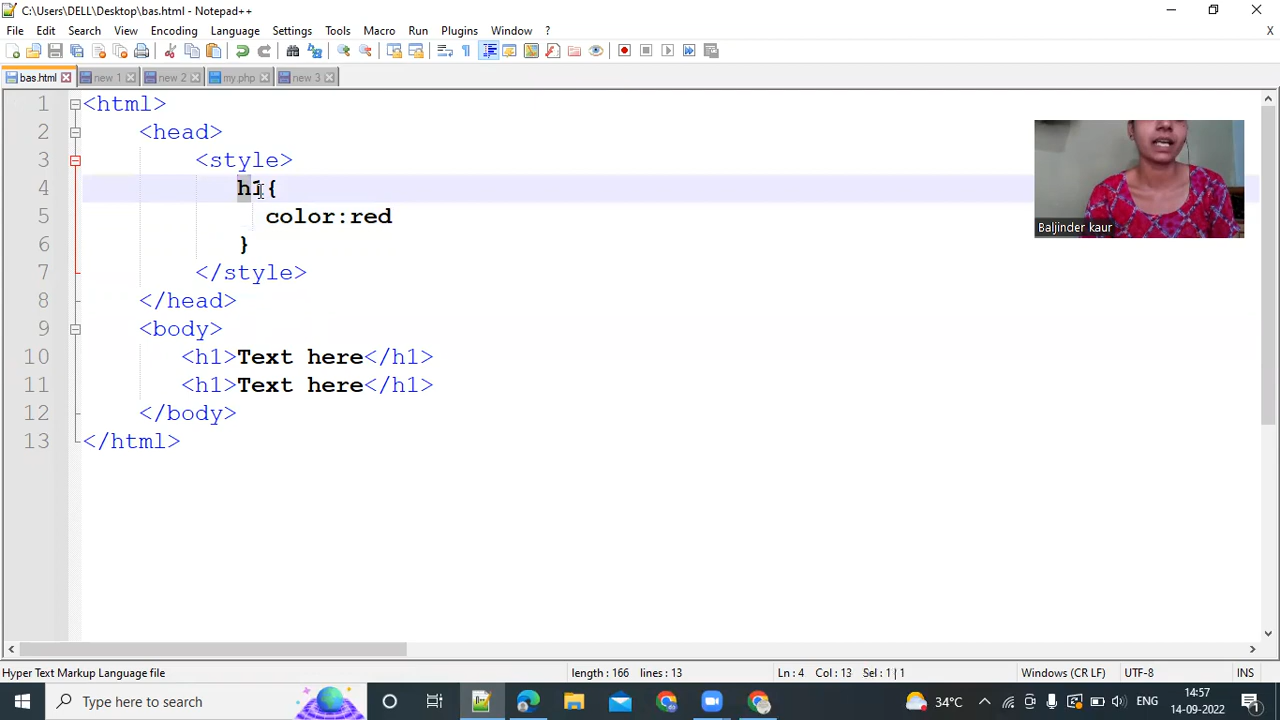 C:\Users\DELL\Desktop\bas.html - Notepad++
File Edit Search View Encoding Language Settings Tools Macro Run Plugins Window ? X
bas.html new 1 new 2 my.php new 3
1 <html>
2 <head>
3 <style>
4 h1{
5 color:red
6 }
7 </style>
8 </head>
9 <body>
10 <h1>Text here</h1>
11 <h1>Text here</h1>
12 </body>
13 </html>
Baljinder kaur
Hyper Text Markup Language file length : 166 lines : 13 Ln : 4 Col : 13 Sel : 1 | 1 Windows (CR LF) UTF-8 INS
Type here to search 34°C ENG 14:57
14-09-2022 1